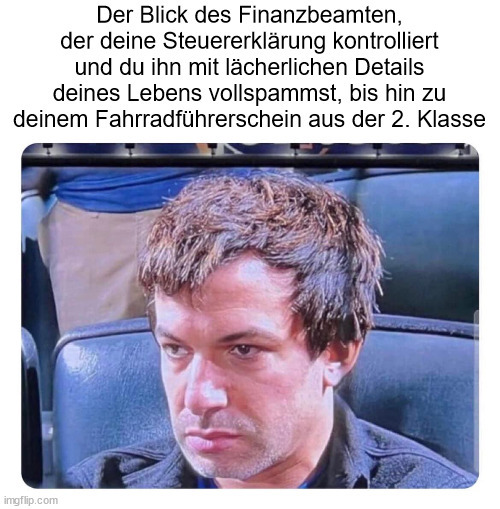 Der Blick des Finanzbeamten,
der deine Steuererklärung kontrolliert
und du ihn mit lächerlichen Details
deines Lebens vollspammst, bis hin zu
deinem Fahrradführerschein aus der 2. Klasse
imgflip.com